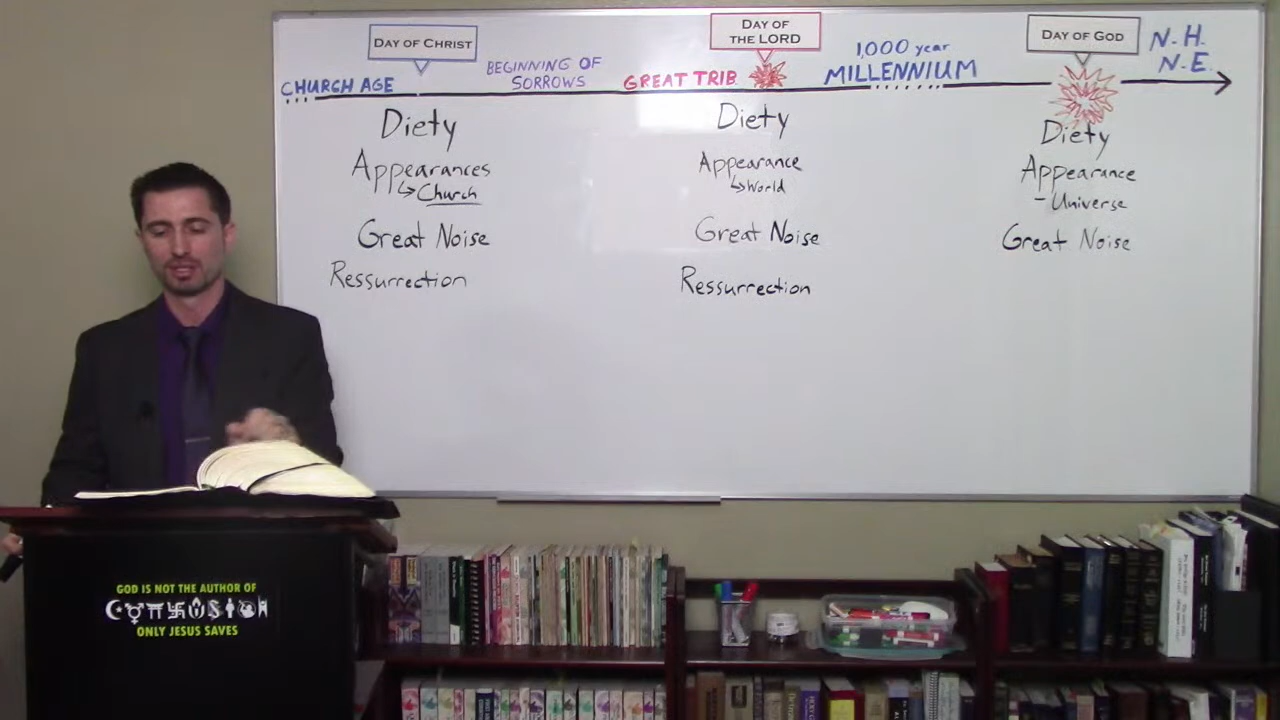 DAY OF CHRIST
DAY OF
THE LORD
DAY OF GOD
N.H.
N.E.
CHURCH AGE
BEGINNING OF
SORROWS
GREAT TRIB
1,000 year
MILLENNIUM
Diety
Appearances
Church
Great Noise
Ressurrection
Diety
Appearance
World
Great Noise
Ressurrection
Diety
Appearance
- Universe
Great Noise
GOD IS NOT THE AUTHOR OF
ONLY JESUS SAVES